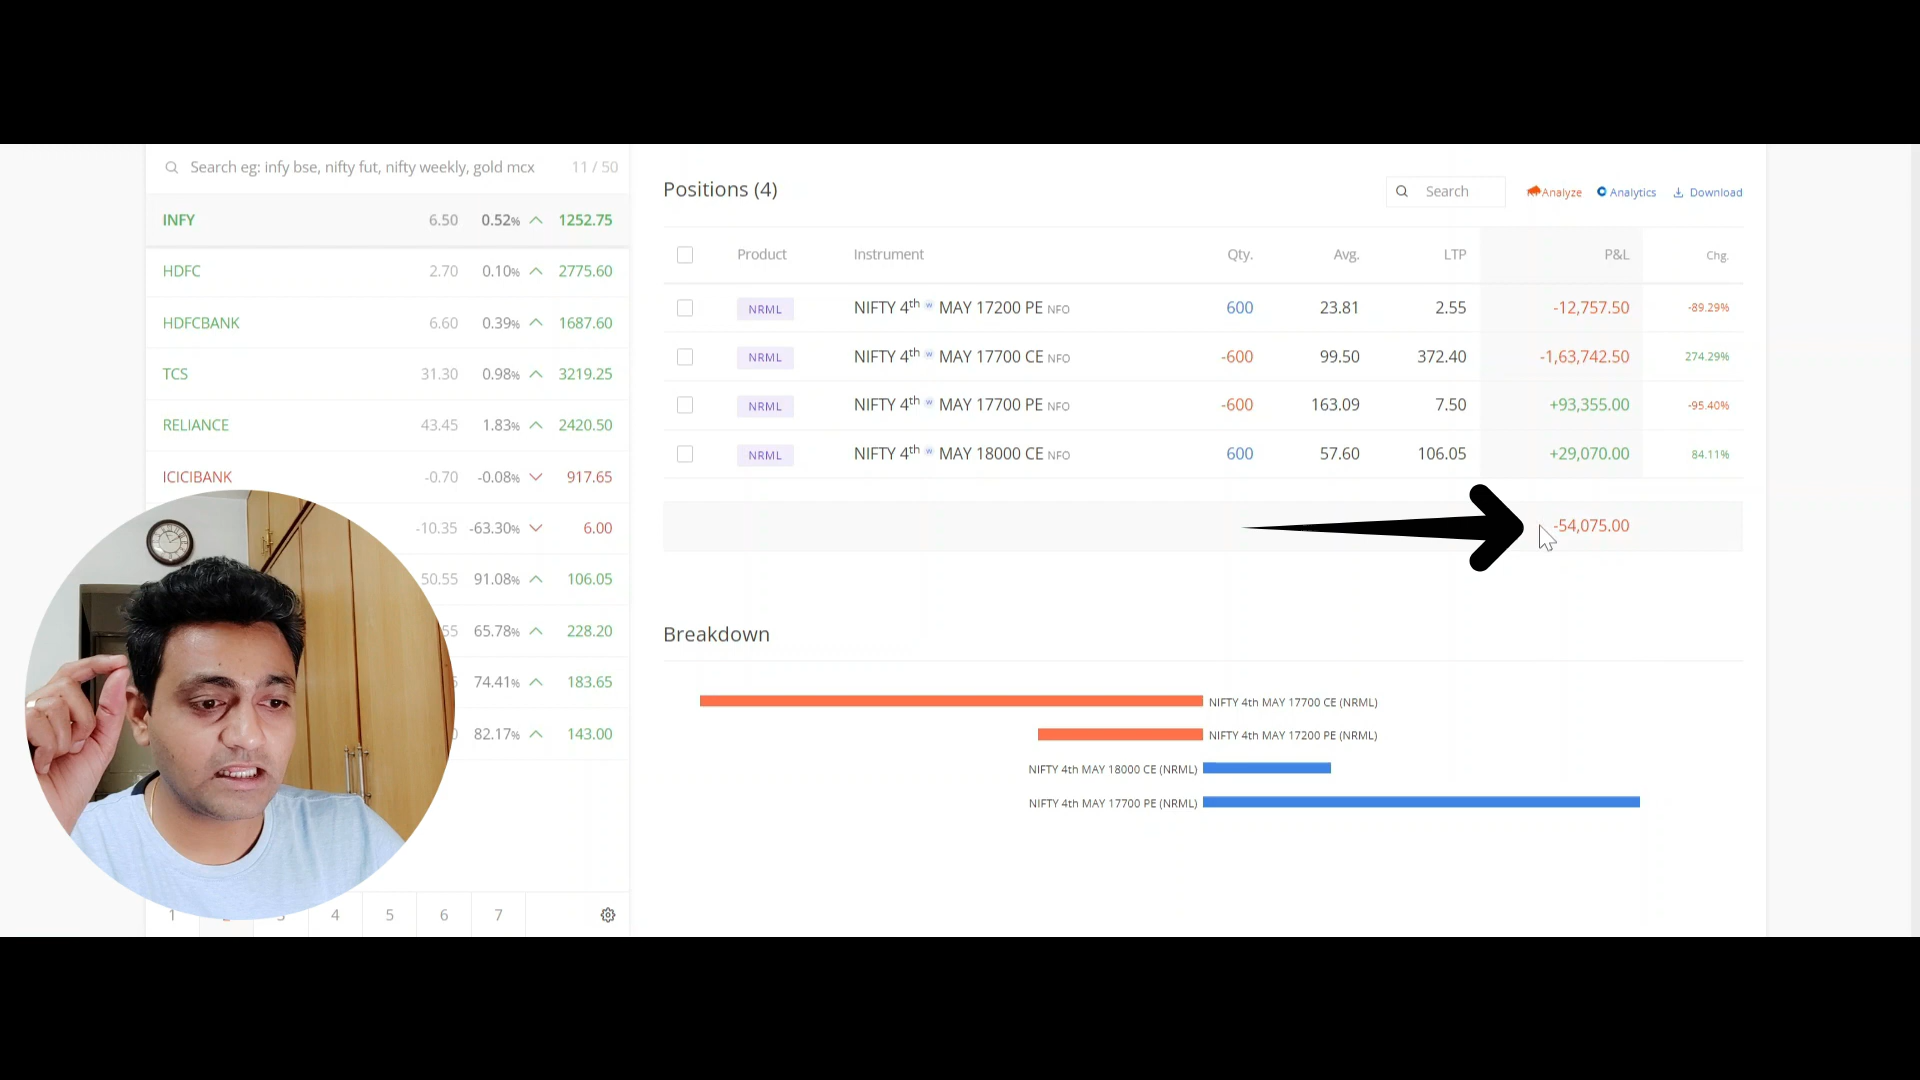 Search eg: infy bse, nifty fut, nifty weekly, gold mcx 11 / 50
INFY 6.50 0.52% 1252.75
HDFC 2.70 0.10% 2775.60
HDFCBANK 6.60 0.39% 1687.60
TCS 31.30 0.98% 3219.25
RELIANCE 43.45 1.83% 2420.50
ICICIBANK -0.70 -0.08% 917.65
-10.35 -63.30% 6.00
50.55 91.08% 106.05
65.78% 228.20
74.41% 183.65
82.17% 143.00
1 4 5 6 7
Positions (4) Search Analyze Analytics Download
Product Instrument Qty. Avg. LTP P&L Chg.
NRML NIFTY 4th w MAY 17200 PE NFO 600 23.81 2.55 -12,757.50 -89.29%
NRML NIFTY 4th w MAY 17700 CE NFO -600 99.50 372.40 -1,63,742.50 274.29%
NRML NIFTY 4th w MAY 17700 PE NFO -600 163.09 7.50 +93,355.00 -95.40%
NRML NIFTY 4th w MAY 18000 CE NFO 600 57.60 106.05 +29,070.00 84.11%
-54,075.00
Breakdown
NIFTY 4th MAY 17700 CE (NRML)
NIFTY 4th MAY 17200 PE (NRML)
NIFTY 4th MAY 18000 CE (NRML)
NIFTY 4th MAY 17700 PE (NRML)